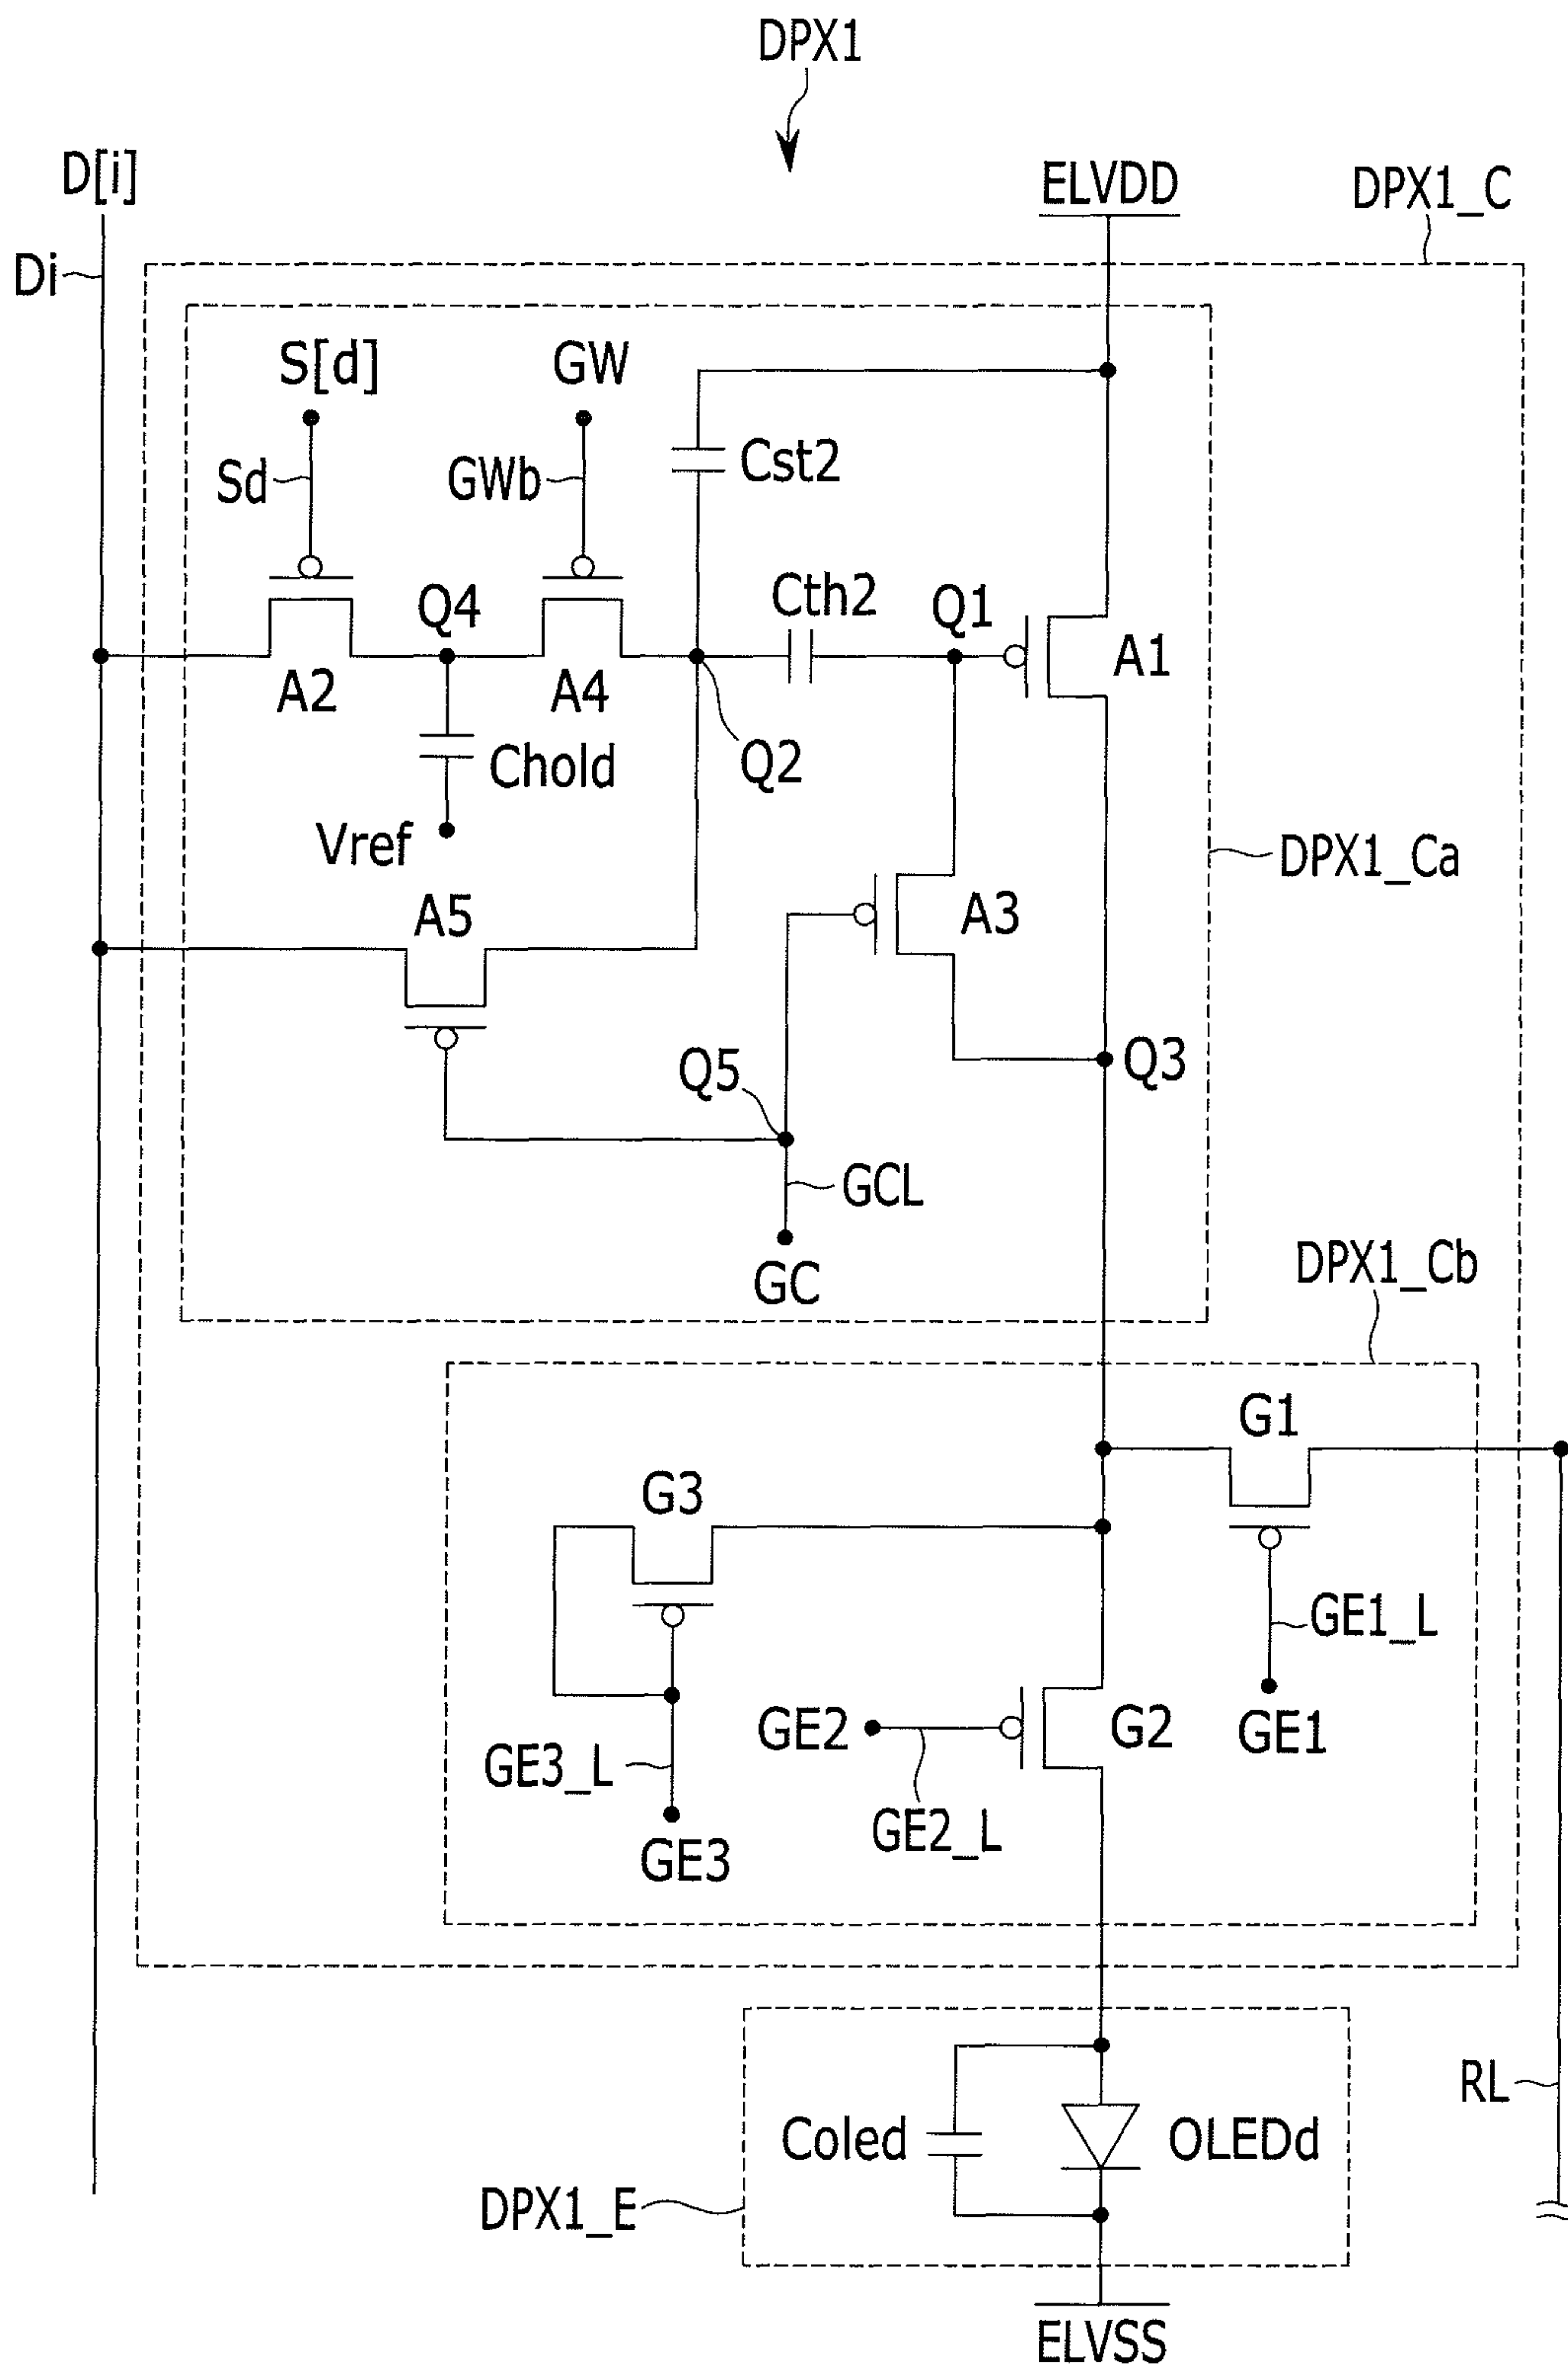 DPX1
D[i]
ELVDD
DPX1_C
Di
S[d]
GW
Sd
GWb
Cst2
Q4
Cth2
Q1
A2
A4
A1
Q2
Chold
Vref
DPX1_Ca
A5
A3
Q5
Q3
GCL
GC
DPX1_Cb
G1
G3
GE1_L
GE2
G2
GE1
GE3_L
GE2_L
GE3
RL
Coled
OLEDd
DPX1_E
ELVSS